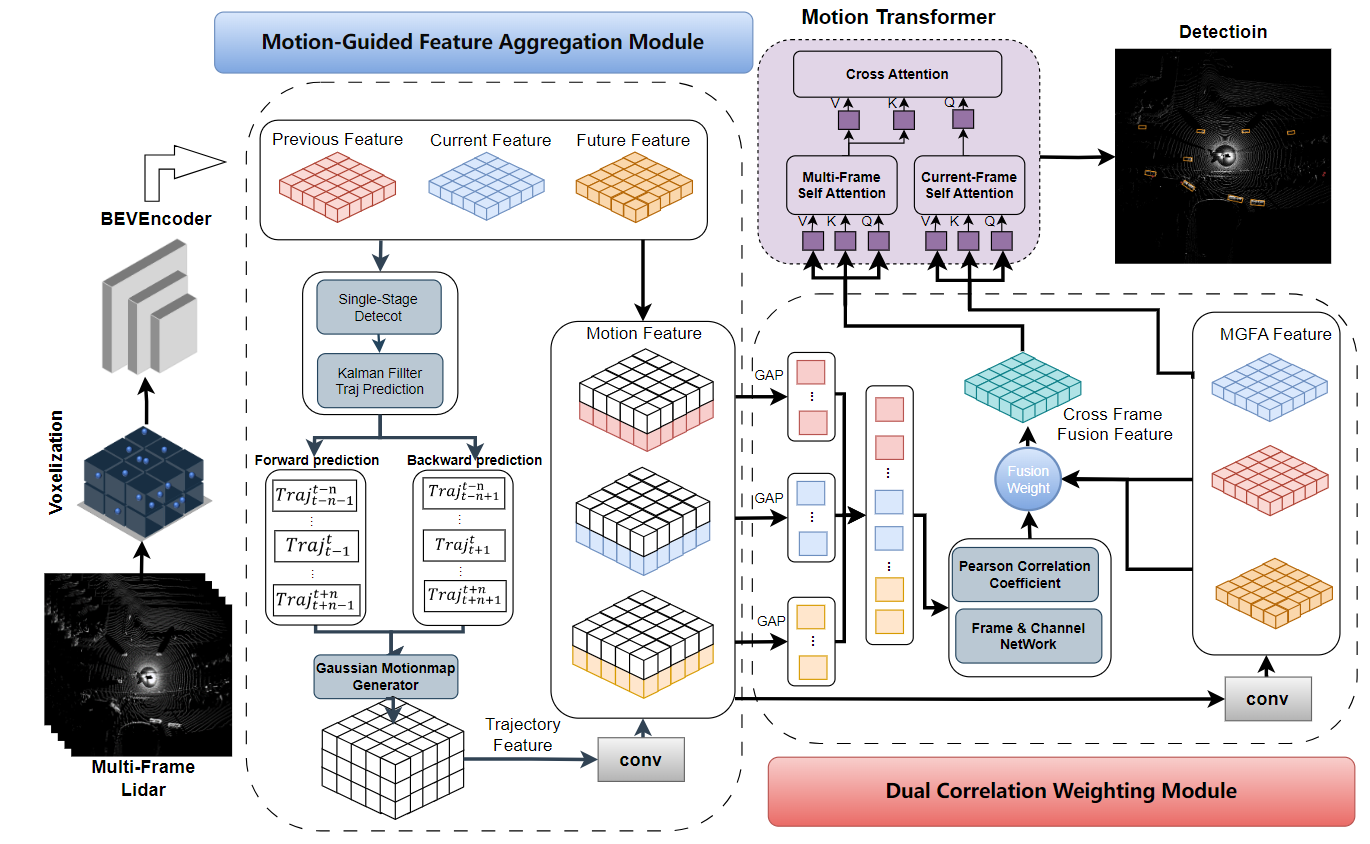 Motion-Guided Feature Aggregation Module
Motion Transformer
Detectioin
Cross Attention
V
K
Q
Multi-Frame
Self Attention
Current-Frame
Self Attention
V
K
Q
V
K
Q
Previous Feature
Current Feature
Future Feature
BEVEncoder
Voxelization
Multi-Frame
Lidar
Single-Stage
Detecot
Kalman Fillter
Traj Prediction
Forward prediction
Backward prediction
Traj_{t-n-1}^{t-n}
⋮
Traj_{t-1}^{t}
⋮
Traj_{t+n-1}^{t+n}
Traj_{t-n+1}^{t-n}
⋮
Traj_{t+1}^{t}
⋮
Traj_{t+n+1}^{t+n}
Gaussian Motionmap
Generator
Trajectory
Feature
conv
Motion Feature
GAP
GAP
GAP
Pearson Correlation
Coefficient
Frame & Channel
NetWork
Fusion
Weight
Cross Frame
Fusion Feature
MGFA Feature
conv
Dual Correlation Weighting Module